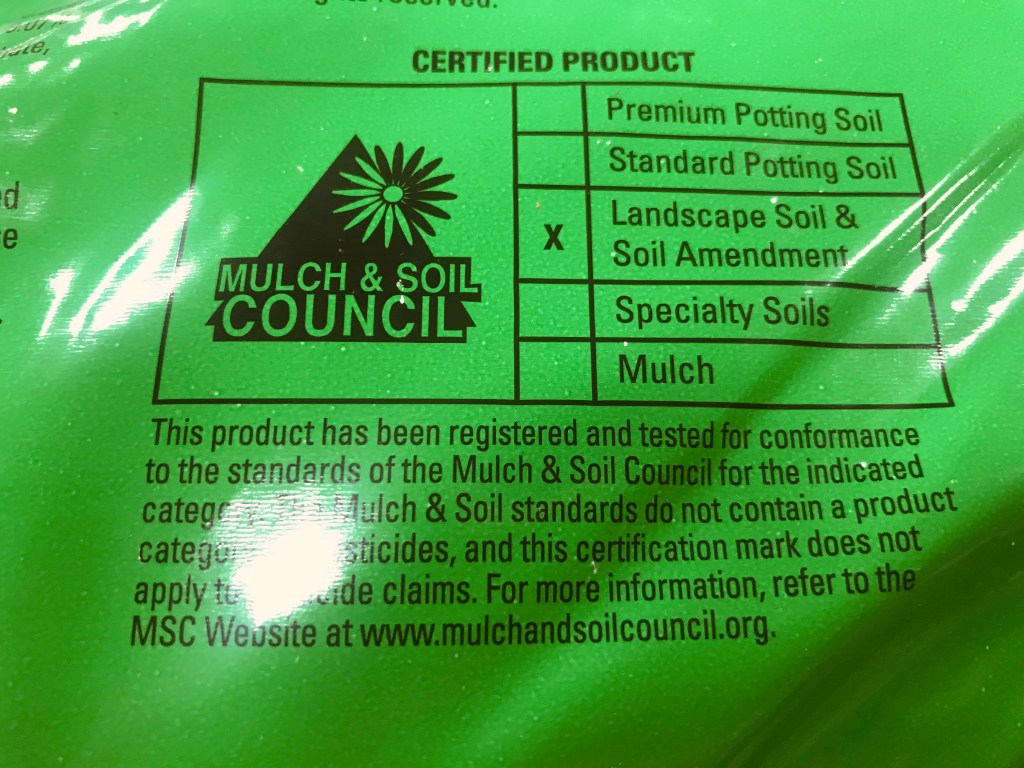 reserved.
CERTIFIED PRODUCT
Premium Potting Soil
Standard Potting Soil
X
Landscape Soil &
Soil Amendment
Specialty Soils
Mulch
MULCH & SOIL
COUNCIL
This product has been registered and tested for conformance
to the standards of the Mulch & Soil Council for the indicated
Mulch & Soil standards do not contain a product
and this certification mark does not
apply claims. For more information, refer to the
MSC Website at www.mulchandsoilcouncil.org.